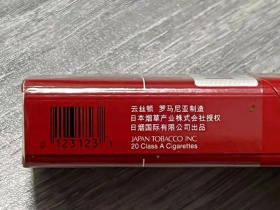 云丝顿 罗马尼亚制造
日本烟草产业株式会社授权
日烟国际有限公司出品
JAPAN TOBACCO INC.
20 Class A Cigarettes
0 123123 1